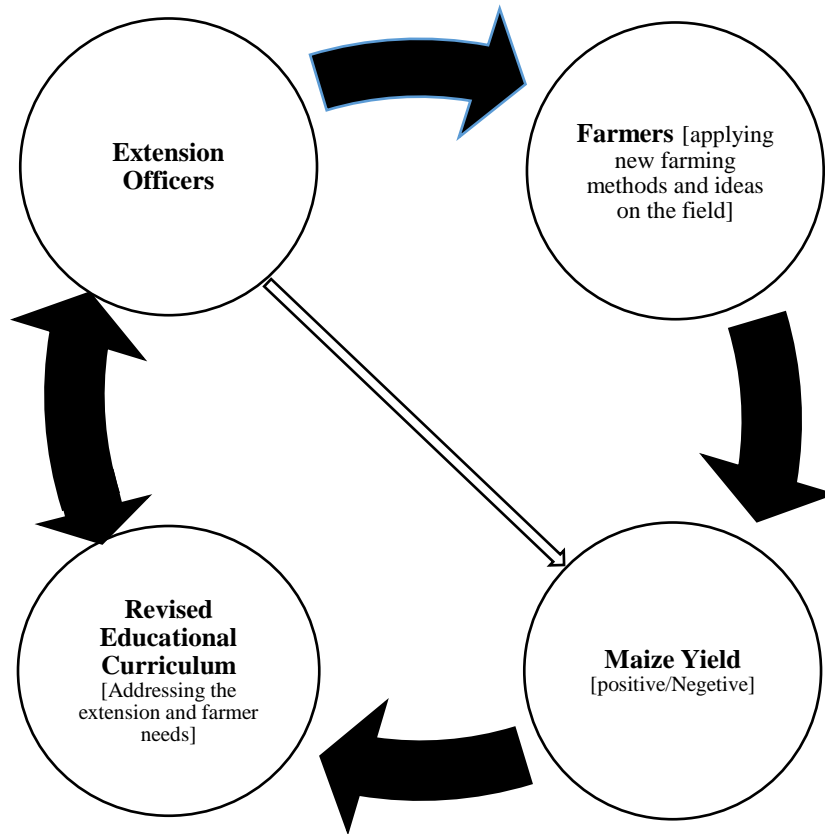 Extension
Officers
Farmers [applying
new farming
methods and ideas
on the field]
Revised
Educational
Curriculum
[Addressing the
extension and farmer
needs]
Maize Yield
[positive/Negetive]